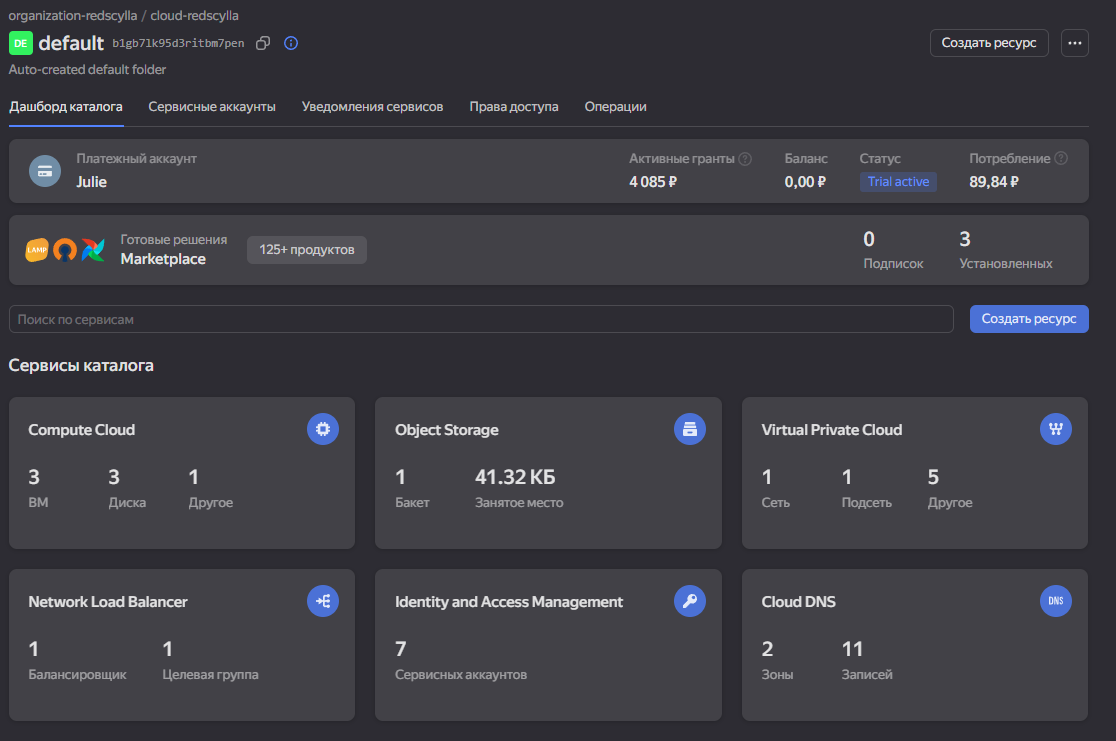 organization-redscylla / cloud-redscylla
DE default b1gb71k95d3ritbm7pen
Создать ресурс
Auto-created default folder
Дашборд каталога Сервисные аккаунты Уведомления сервисов Права доступа Операции
Платежный аккаунт Активные гранты Баланс Статус Потребление
Julie 4 085 ₽ 0,00 ₽ Trial active 89,84 ₽
LAMP
Готовые решения
Marketplace
125+ продуктов
0 3
Подписок Установленных
Поиск по сервисам Создать ресурс
Сервисы каталога
Compute Cloud
3 3 1
ВМ Диска Другое
Object Storage
1 41.32 КБ
Бакет Занятое место
Virtual Private Cloud
1 1 5
Сеть Подсеть Другое
Network Load Balancer
1 1
Балансировщик Целевая группа
Identity and Access Management
7
Сервисных аккаунтов
Cloud DNS
DNS
2 11
Зоны Записей